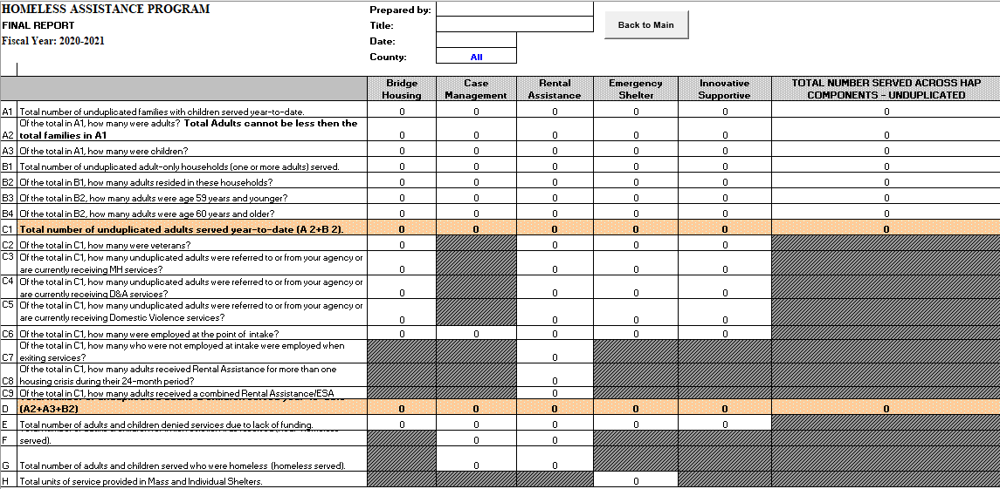 HOMELESS ASSISTANCE PROGRAM
FINAL REPORT
Fiscal Year: 2020-2021
Prepared by:
Title:
Date:
County: All
Back to Main
Bridge Housing Case Management Rental Assistance Emergency Shelter Innovative Supportive TOTAL NUMBER SERVED ACROSS HAP COMPONENTS - UNDUPLICATED
A1 Total number of unduplicated families with children served year-to-date. 0 0 0 0 0 0
Of the total in A1, how many were adults? Total Adults cannot be less then the
A2 total families in A1 0 0 0 0 0 0
A3 Of the total in A1, how many were children? 0 0 0 0 0 0
B1 Total number of unduplicated adult-only households (one or more adults) served. 0 0 0 0 0 0
B2 Of the total in B1, how many adults resided in these households? 0 0 0 0 0 0
B3 Of the total in B2, how many adults were age 59 years and younger? 0 0 0 0 0 0
B4 Of the total in B2, how many adults were age 60 years and older? 0 0 0 0 0 0
C1 Total number of unduplicated adults served year-to-date (A 2+B 2). 0 0 0 0 0 0
C2 Of the total in C1, how many were veterans? 0 0 0 0
C3 Of the total in C1, how many unduplicated adults were referred to or from your agency or
are currently receiving MH services? 0 0 0 0
C4 Of the total in C1, how many unduplicated adults were referred to or from your agency or
are currently receiving D&A services? 0 0 0 0
C5 Of the total in C1, how many unduplicated adults were referred to or from your agency or
are currently receiving Domestic Violence services? 0 0 0 0
C6 Of the total in C1, how many were employed at the point of intake? 0 0 0 0 0
Of the total in C1, how many who were not employed at intake were employed when
C7 exiting services? 0
Of the total in C1, how many adults received Rental Assistance for more than one
C8 housing crisis during their 24-month period? 0
C9 Of the total in C1, how many adults received a combined Rental Assistance/ESA 0
D (A2+A3+B2) 0 0 0 0 0 0
E Total number of adults and children denied services due to lack of funding. 0 0 0 0 0
F served). 0 0
G Total number of adults and children served who were homeless (homeless served). 0 0
H Total units of service provided in Mass and Individual Shelters. 0